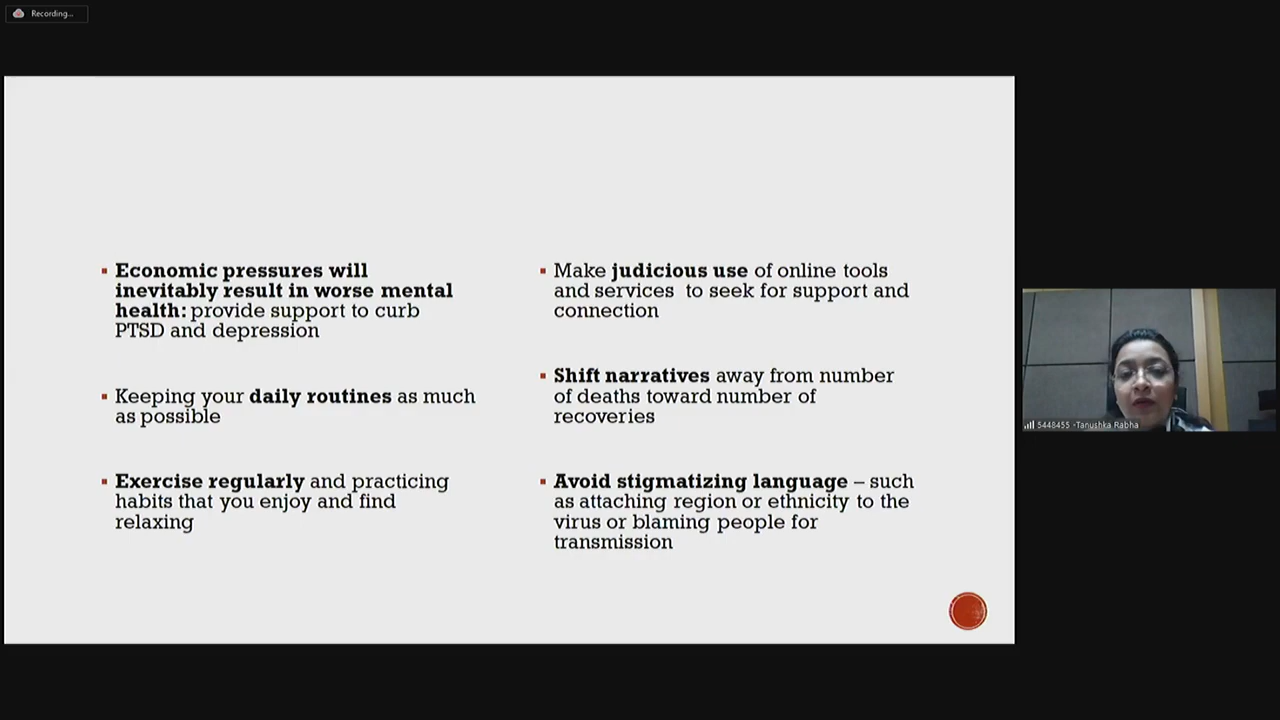 Recording...
Economic pressures will
inevitably result in worse mental
health: provide support to curb
PTSD and depression
Keeping your daily routines as much
as possible
Exercise regularly and practicing
habits that you enjoy and find
relaxing
Make judicious use of online tools
and services to seek for support and
connection
Shift narratives away from number
of deaths toward number of
recoveries
Avoid stigmatizing language – such
as attaching region or ethnicity to the
virus or blaming people for
transmission
5448455 -Tanushka Rabha